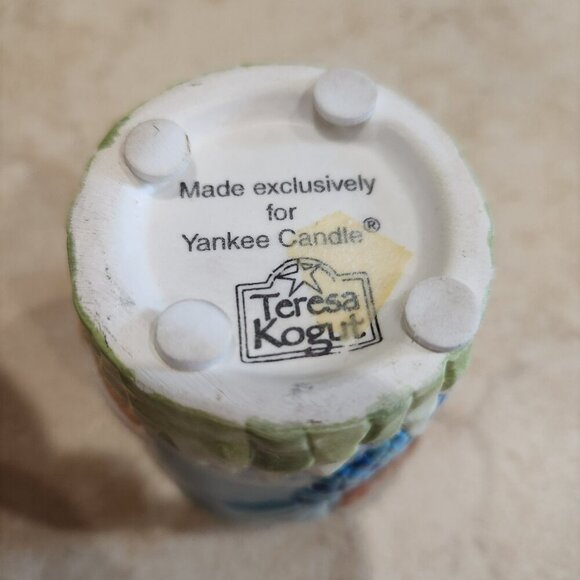 Made exclusively
for
Yankee Candle®
Teresa
Kogut